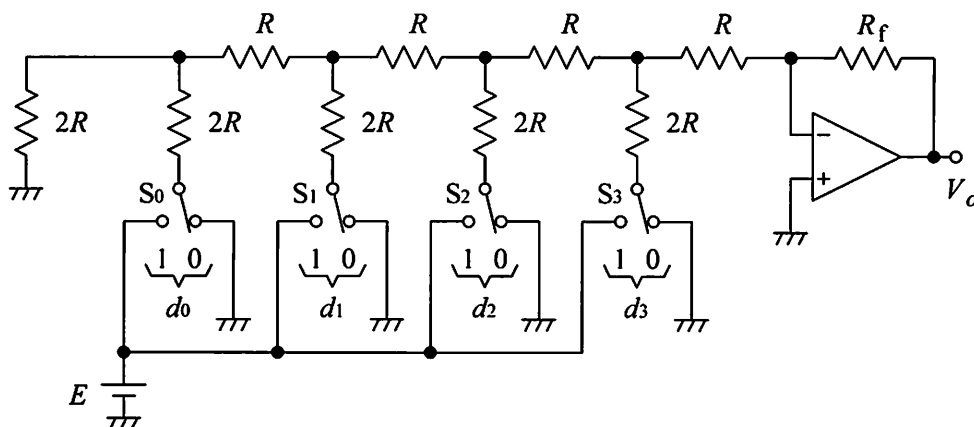 R R R R Rf
2R 2R 2R 2R 2R
− +
S0 S1 S2 S3
Vo
1 0 1 0 1 0 1 0
d0 d1 d2 d3
E